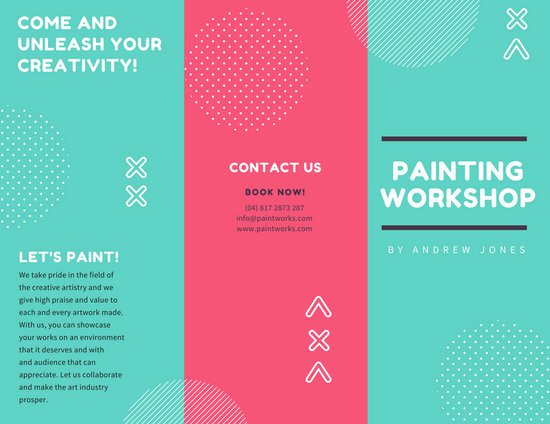 COME AND
UNLEASH YOUR
CREATIVITY!
LET'S PAINT!
We take pride in the field of
the creative artistry and we
give high praise and value to
each and every artwork made.
With us, you can showcase
your works on an environment
that it deserves and with
and audience that can
appreciate. Let us collaborate
and make the art industry
prosper.
CONTACT US
BOOK NOW!
(04) 817 2873 287
info@paintworks.com
www.paintworks.com
PAINTING
WORKSHOP
BY ANDREW JONES